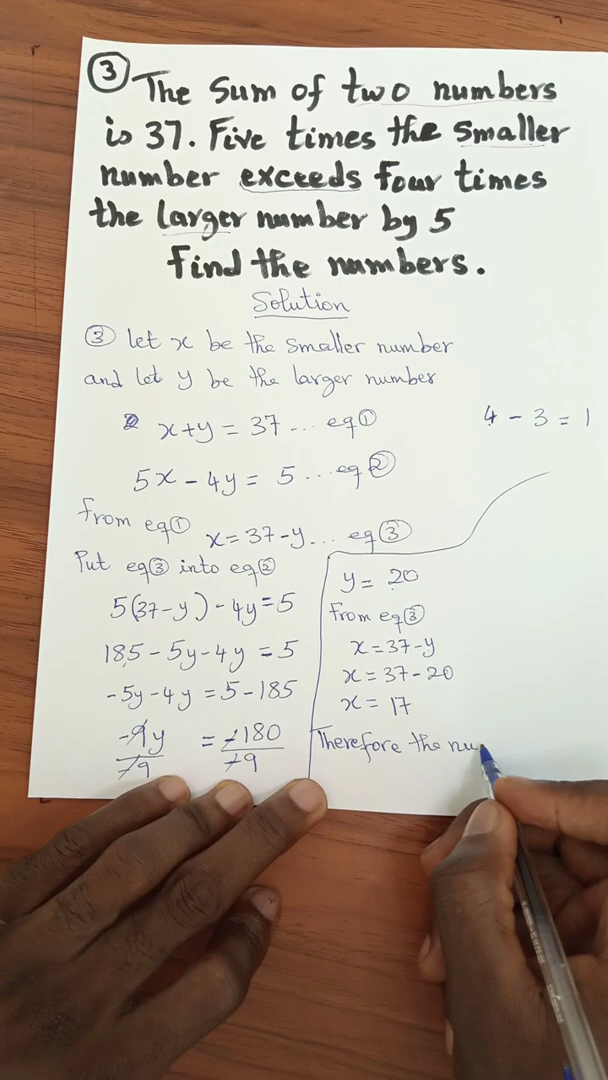 ③ The sum of two numbers
is 37. Five times the smaller
number exceeds four times
the larger number by 5
find the numbers.
Solution
③ let x be the smaller number
and let y be the larger number
x+y = 37 ... eq①
4 - 3 = 1
5x - 4y = 5 ... eq②
from eq①
x = 37 - y ... eq③
Put eq③ into eq②
5(37-y) - 4y = 5
185 - 5y - 4y = 5
-5y - 4y = 5 - 185
-9y = -180
-9 -9
y = 20
from eq③
x = 37 - y
x = 37 - 20
x = 17
Therefore the nu